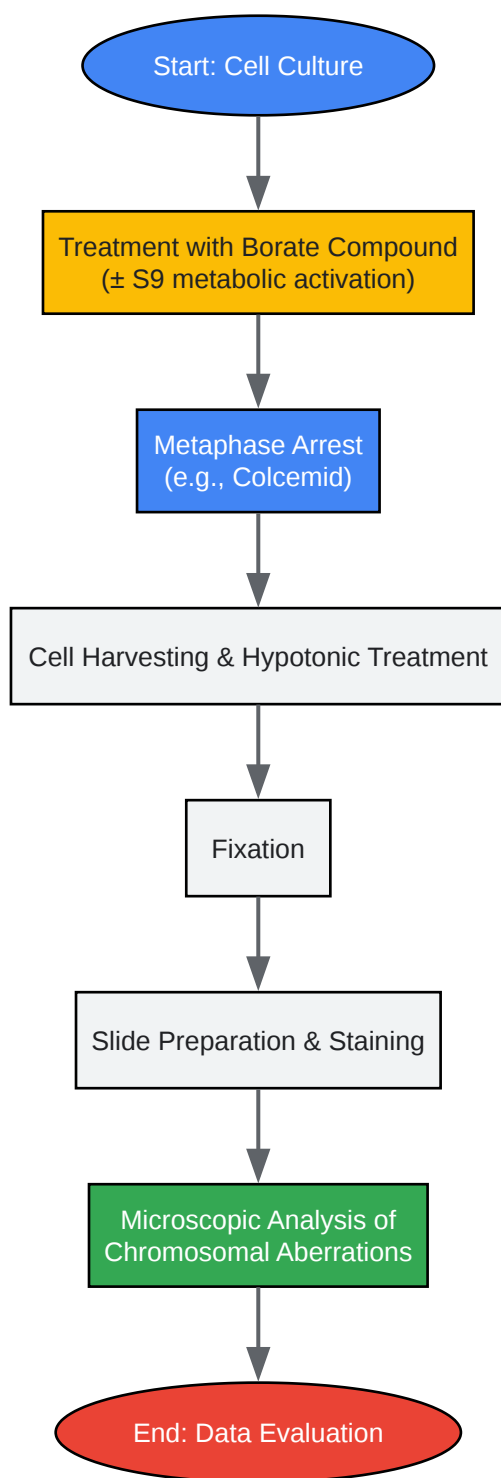 Start: Cell Culture
Treatment with Borate Compound
(± S9 metabolic activation)
Metaphase Arrest
(e.g., Colcemid)
Cell Harvesting & Hypotonic Treatment
Fixation
Slide Preparation & Staining
Microscopic Analysis of
Chromosomal Aberrations
End: Data Evaluation